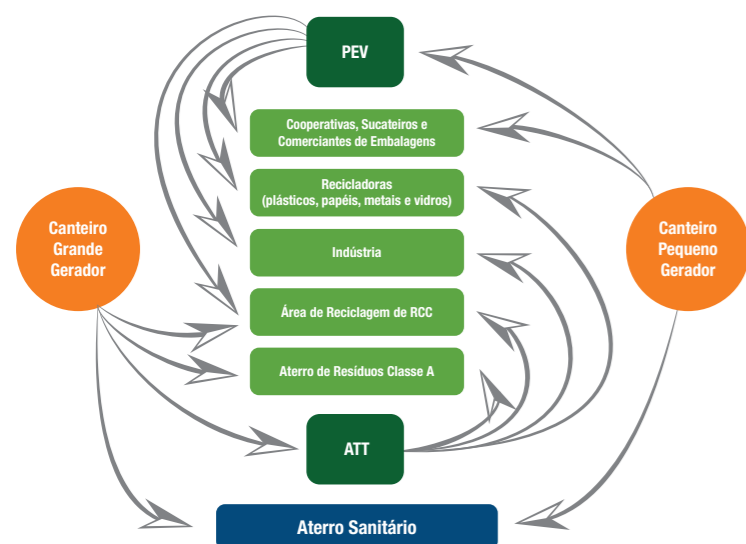 PEV
Cooperativas, Sucateiros e
Comerciantes de Embalagens
Recicladoras
(plásticos, papéis, metais e vidros)
Canteiro
Grande
Gerador
Canteiro
Pequeno
Gerador
Indústria
Área de Reciclagem de RCC
Aterro de Resíduos Classe A
ATT
Aterro Sanitário